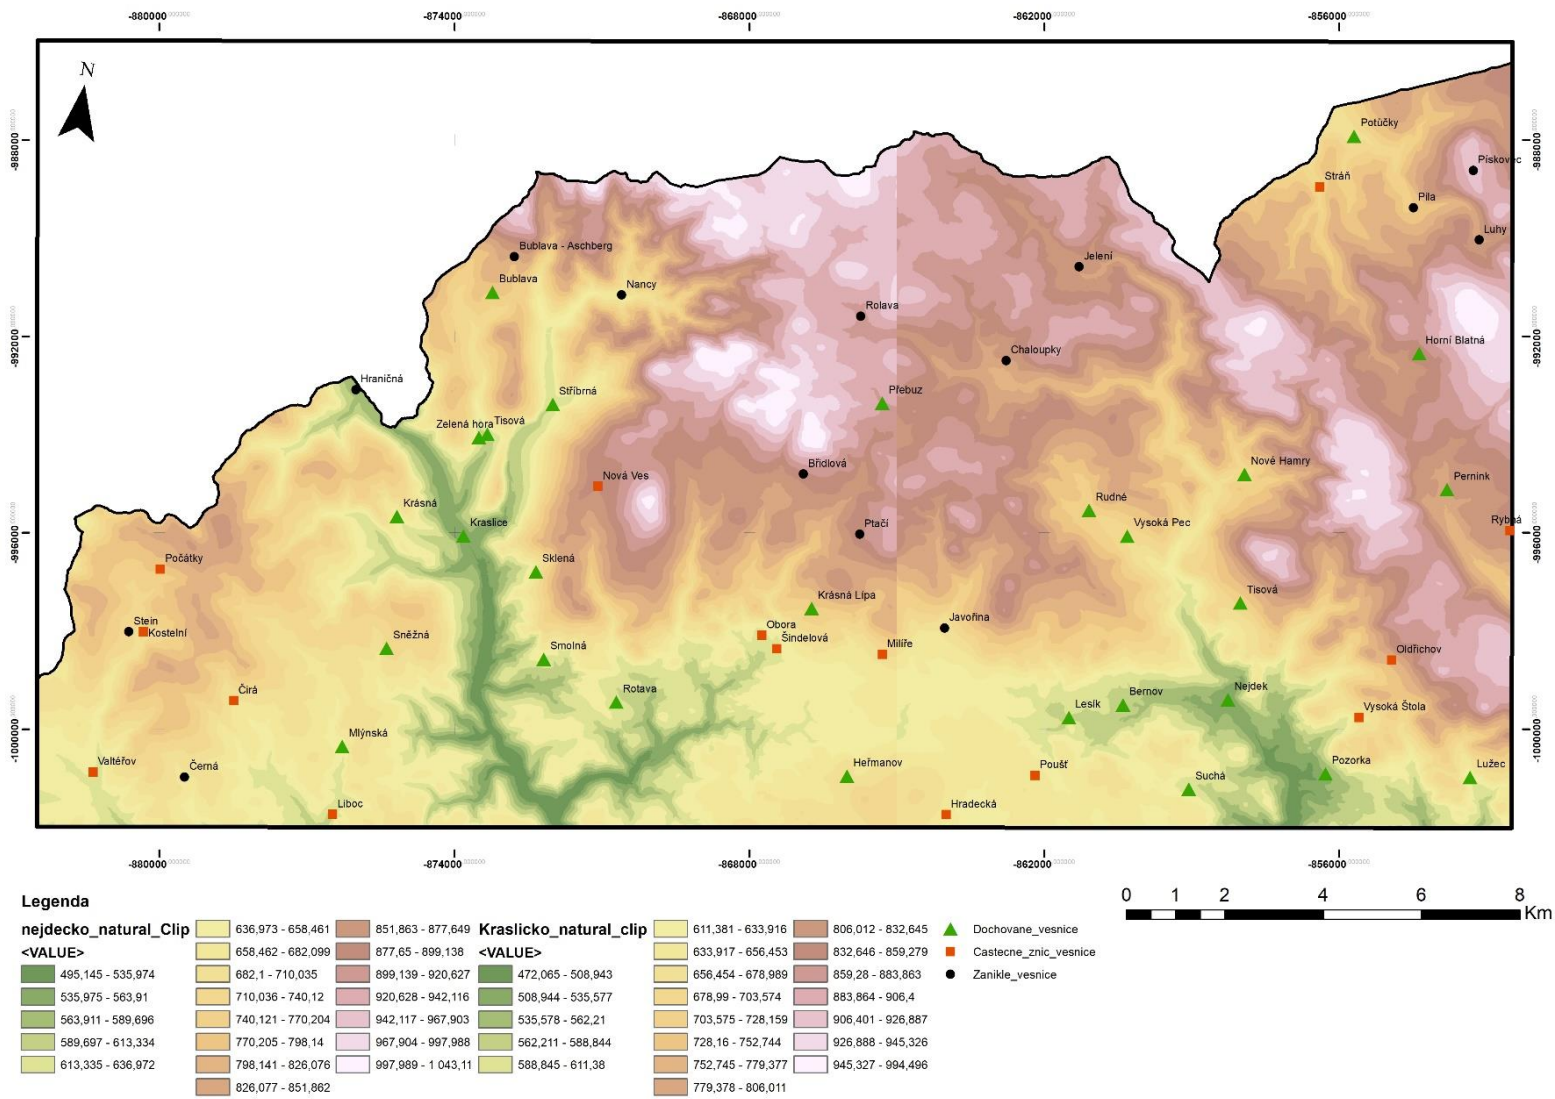 -880000
-874000
-868000
-862000
-856000
N
-988000
-988000
Potůčky
Pískovec
Stráň
Pila
Luhy
Bublava - Aschberg
Jelení
Bublava
Nancy
Rolava
-992000
-992000
Horní Blatná
Chaloupky
Hraničná
Stříbrná
Přebuz
Zelená hora
Tisová
Břidlová
Nové Hamry
Nová Ves
Pernink
Krásná
Rudné
Kraslice
Ptačí
Vysoká Pec
Rybná
-996000
-996000
Počátky
Sklená
Krásná Lípa
Tisová
Stein
Kostelní
Obora
Javořina
Sněžná
Šindelová
Milíře
Smolná
Oldřichov
Čirá
Rotava
Lesík
Bernov
Nejdek
Vysoká Štola
-1000000
-1000000
Mlýnská
Valtéřov
Černá
Heřmanov
Poušť
Suchá
Pozorka
Lužec
Liboc
Hradecká
-880000
-874000
-868000
-862000
-856000
0 1 2 4 6 8
Km
Legenda
nejdecko_natural_Clip
<VALUE>
495,145 - 535,974
535,975 - 563,91
563,911 - 589,696
589,697 - 613,334
613,335 - 636,972
636,973 - 658,461
658,462 - 682,099
682,1 - 710,035
710,036 - 740,12
740,121 - 770,204
770,205 - 798,14
798,141 - 826,076
826,077 - 851,862
851,863 - 877,649
877,65 - 899,138
899,139 - 920,627
920,628 - 942,116
942,117 - 967,903
967,904 - 997,988
997,989 - 1 043,11
Kraslicko_natural_clip
<VALUE>
472,065 - 508,943
508,944 - 535,577
535,578 - 562,21
562,211 - 588,844
588,845 - 611,38
611,381 - 633,916
633,917 - 656,453
656,454 - 678,989
678,99 - 703,574
703,575 - 728,159
728,16 - 752,744
752,745 - 779,377
779,378 - 806,011
806,012 - 832,645
832,646 - 859,279
859,28 - 883,863
883,864 - 906,4
906,401 - 926,887
926,888 - 945,326
945,327 - 994,496
Dochovane_vesnice
Castecne_znic_vesnice
Zanikle_vesnice